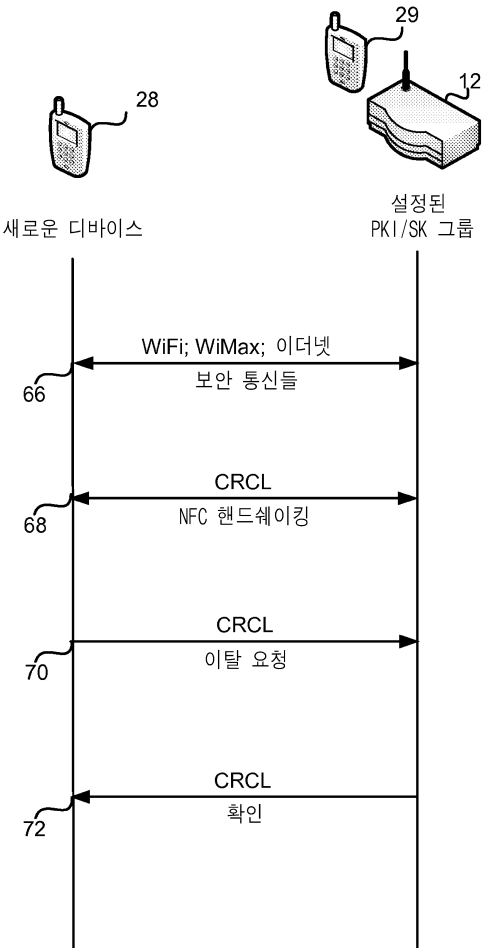 29
28
12
새로운 디바이스
설정된
PKI/SK 그룹
WiFi; WiMax; 이더넷
보안 통신들
66
CRCL
NFC 핸드쉐이킹
68
CRCL
이탈 요청
70
CRCL
확인
72